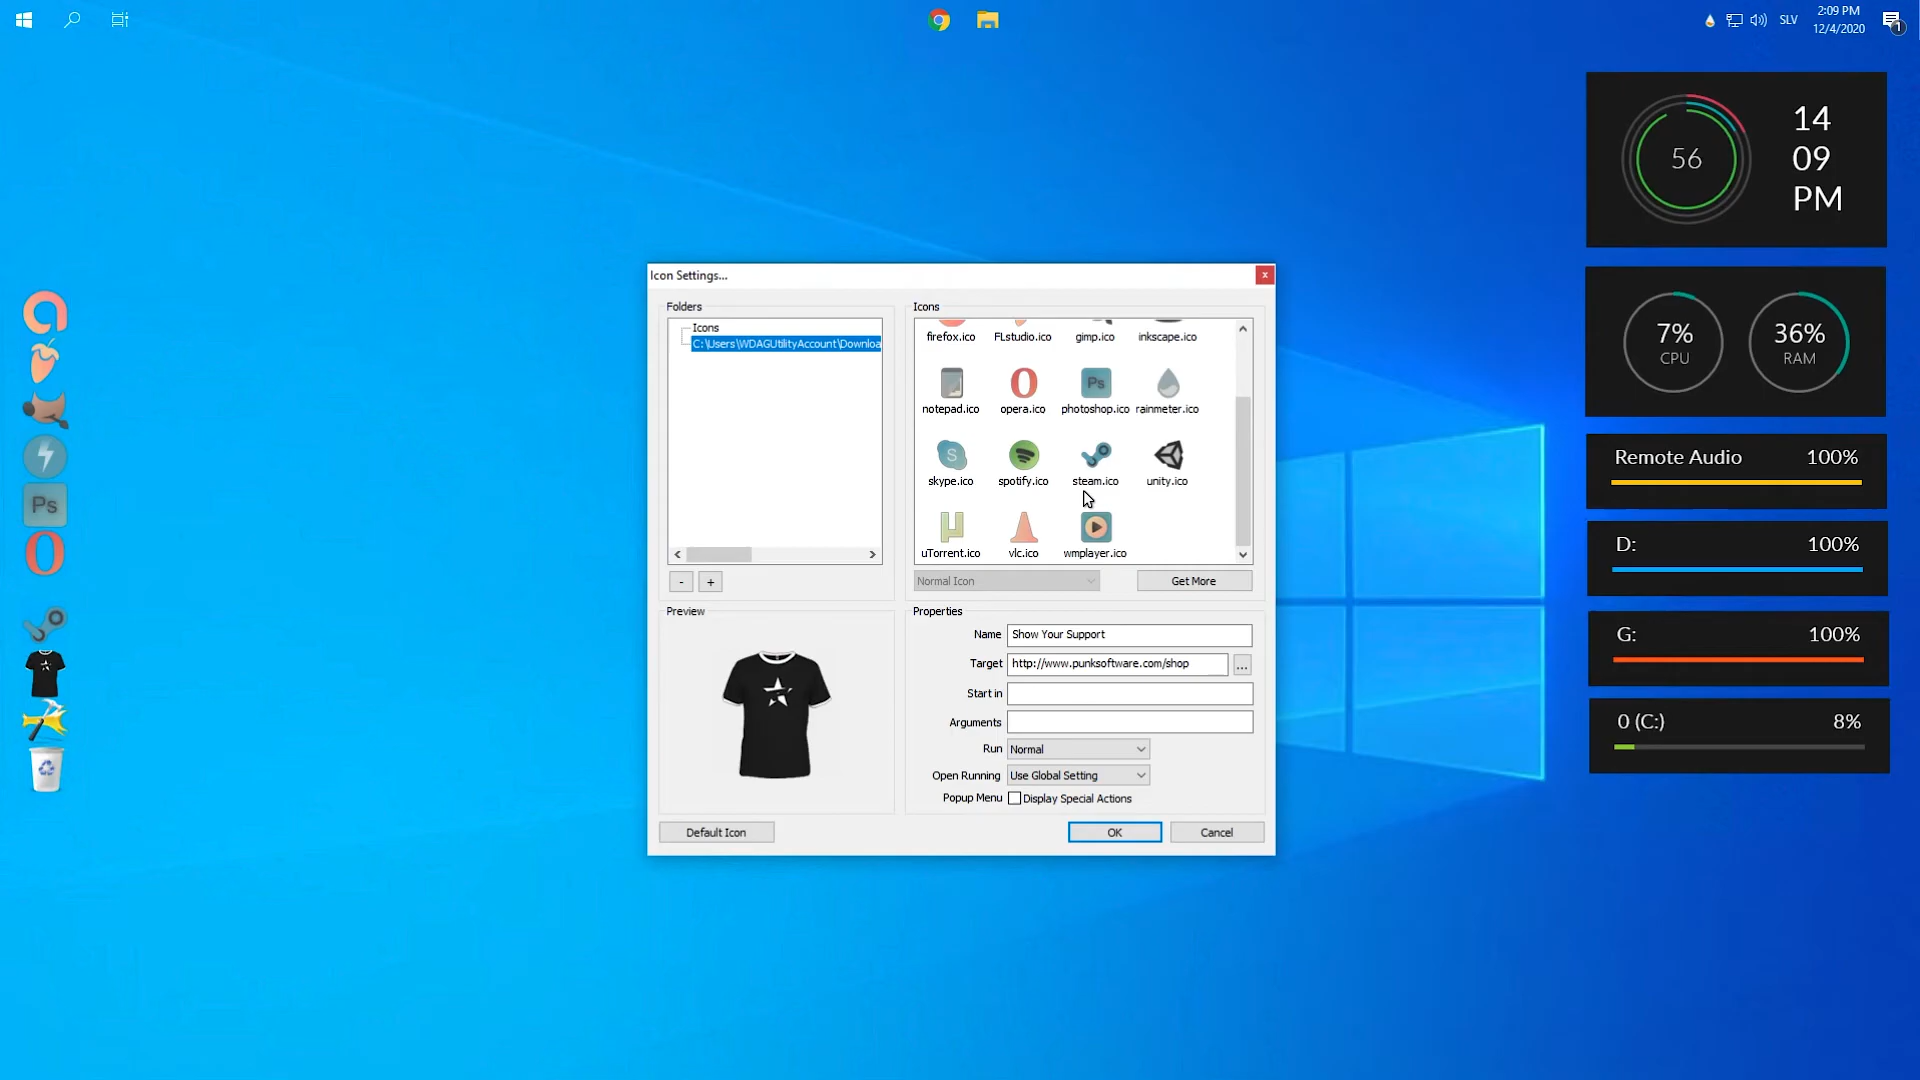 SLV
2:09 PM
12/4/2020
1
56
14
09
PM
7%
CPU
36%
RAM
Remote Audio 100%
D: 100%
G: 100%
0 (C:) 8%
Ps
Icon Settings...
x
Folders
Icons
C:\Users\WDAGUtilityAccount\Downloa
- +
Icons
firefox.ico FLstudio.ico gimp.ico inkscape.ico
Ps
notepad.ico opera.ico photoshop.ico rainmeter.ico
S
skype.ico spotify.ico steam.ico unity.ico
uTorrent.ico vlc.ico wmplayer.ico
Normal Icon Get More
Preview
Properties
Name Show Your Support
Target http://www.punksoftware.com/shop ...
Start in
Arguments
Run Normal
Open Running Use Global Setting
Popup Menu Display Special Actions
Default Icon OK Cancel